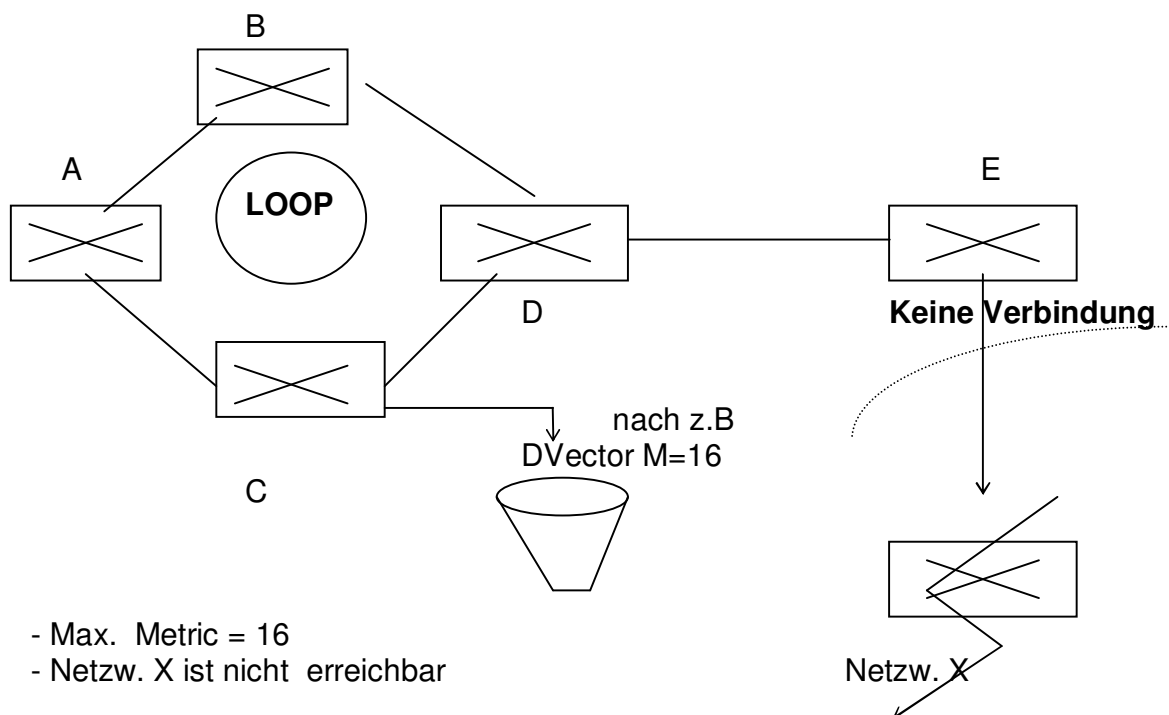 B
A
E
LOOP
D
Keine Verbindung
nach z.B
DVector M=16
C
- Max. Metric = 16
- Netzw. X ist nicht erreichbar
Netzw. X